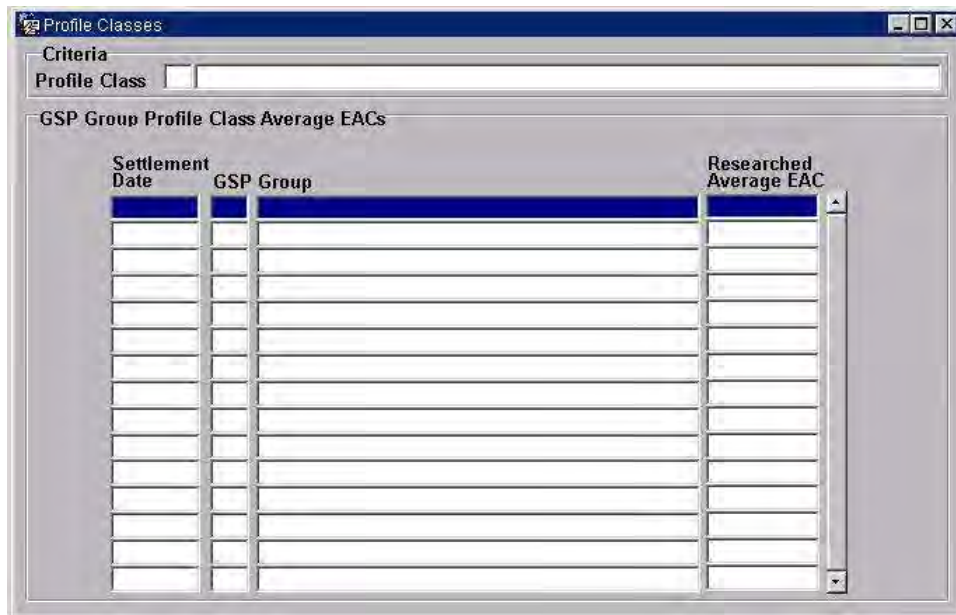 Profile Classes
Criteria
Profile Class
GSP Group Profile Class Average EACs
Settlement Date
GSP Group
Researched Average EAC